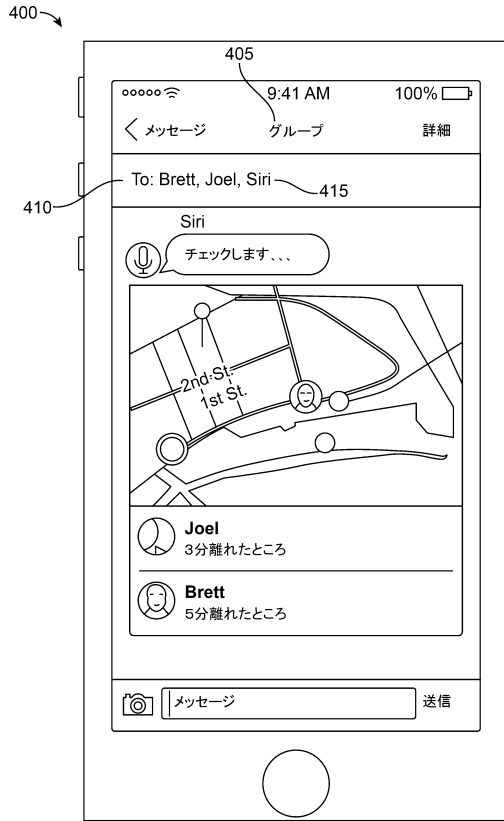 400
405
9:41 AM 100%
メッセージ グループ 詳細
410 To: Brett, Joel, Siri 415
Siri
チェックします、、、
2nd St.
1st St.
Joel
3分離れたところ
Brett
5分離れたところ
メッセージ 送信